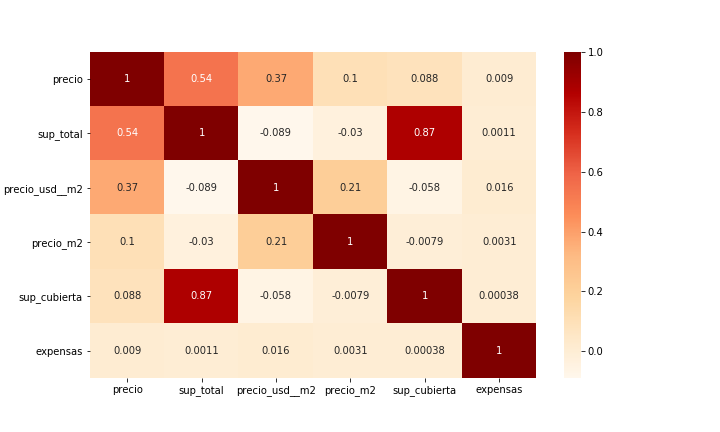 precio 1 0.54 0.37 0.1 0.088 0.009
sup_total 0.54 1 -0.089 -0.03 0.87 0.0011
precio_usd__m2 0.37 -0.089 1 0.21 -0.058 0.016
precio_m2 0.1 -0.03 0.21 1 -0.0079 0.0031
sup_cubierta 0.088 0.87 -0.058 -0.0079 1 0.00038
expensas 0.009 0.0011 0.016 0.0031 0.00038 1
precio sup_total precio_usd__m2 precio_m2 sup_cubierta expensas
1.0
0.8
0.6
0.4
0.2
0.0